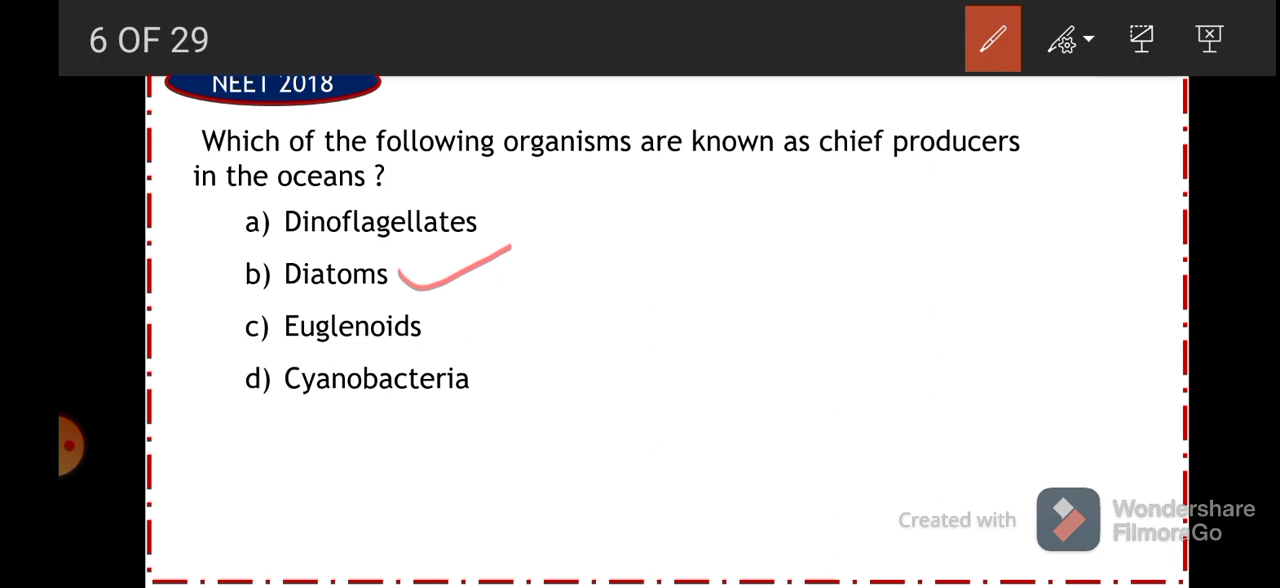 6 OF 29
NEET 2018
Which of the following organisms are known as chief producers
in the oceans ?
a) Dinoflagellates
b) Diatoms
c) Euglenoids
d) Cyanobacteria
Created with Wondershare
FilmoraGo